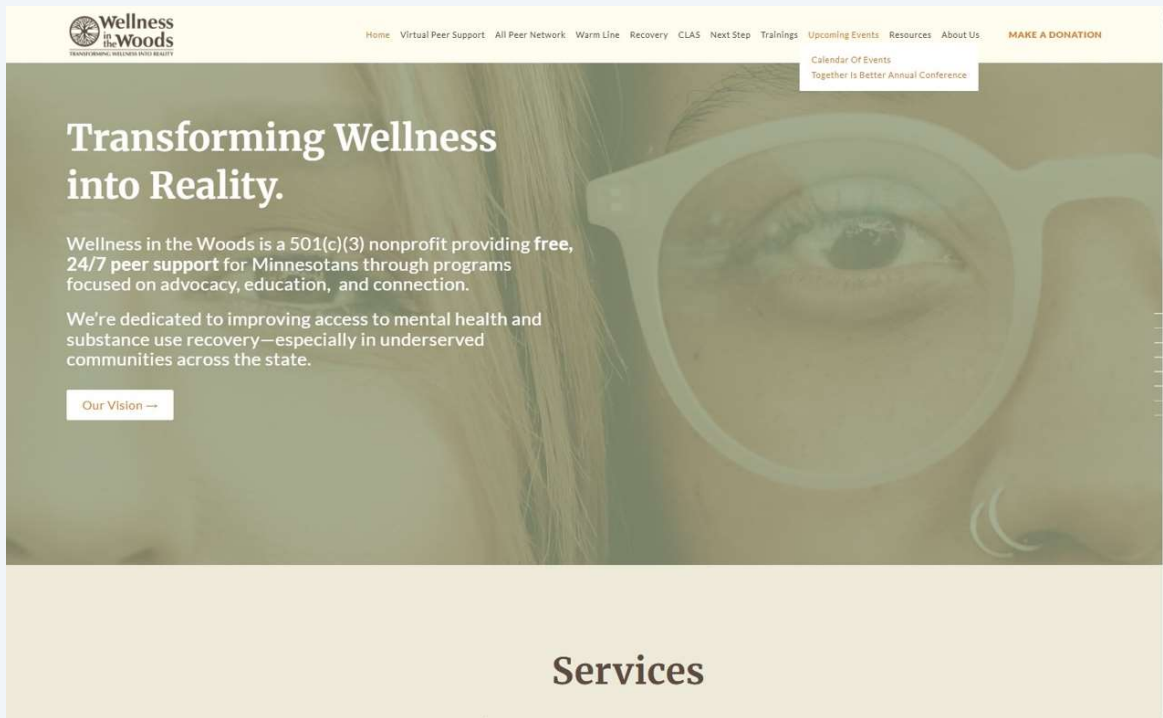 Wellness
in the Woods
TRANSFORMING WELLNESS INTO REALITY
Home Virtual Peer Support All Peer Network Warm Line Recovery CLAS Next Step Trainings Upcoming Events Resources About Us MAKE A DONATION
Calendar Of Events
Together Is Better Annual Conference
Transforming Wellness
into Reality.
Wellness in the Woods is a 501(c)(3) nonprofit providing free,
24/7 peer support for Minnesotans through programs
focused on advocacy, education, and connection.
We're dedicated to improving access to mental health and
substance use recovery—especially in underserved
communities across the state.
Our Vision →
Services